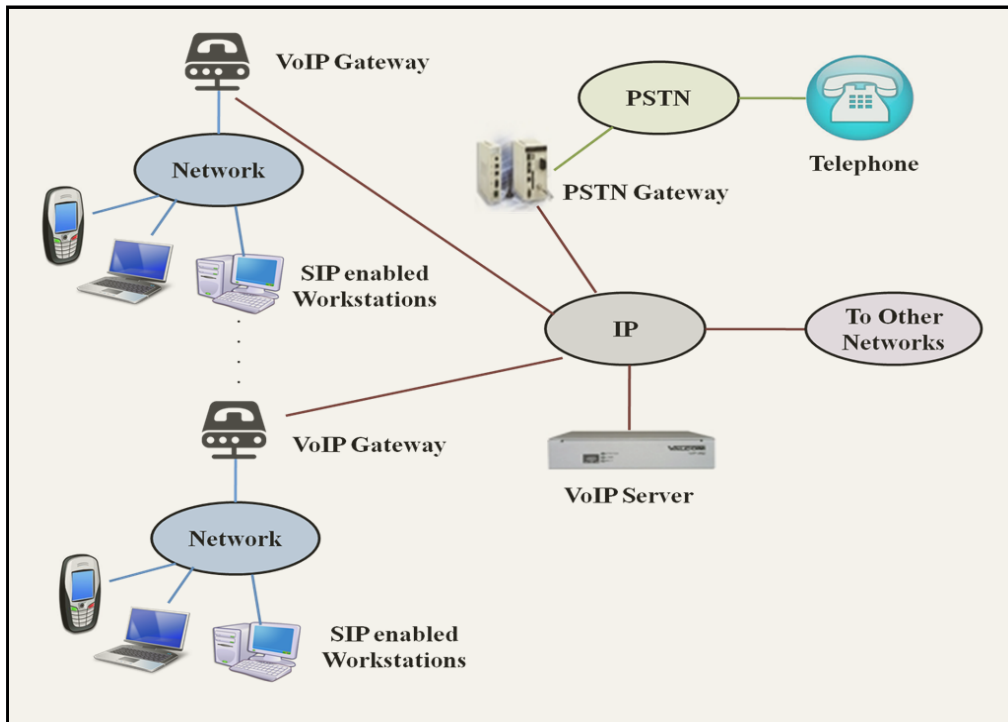 VoIP Gateway
PSTN
Network
Telephone
PSTN Gateway
SIP enabled
Workstations
IP
To Other
Networks
VoIP Gateway
VoIP Server
Network
SIP enabled
Workstations